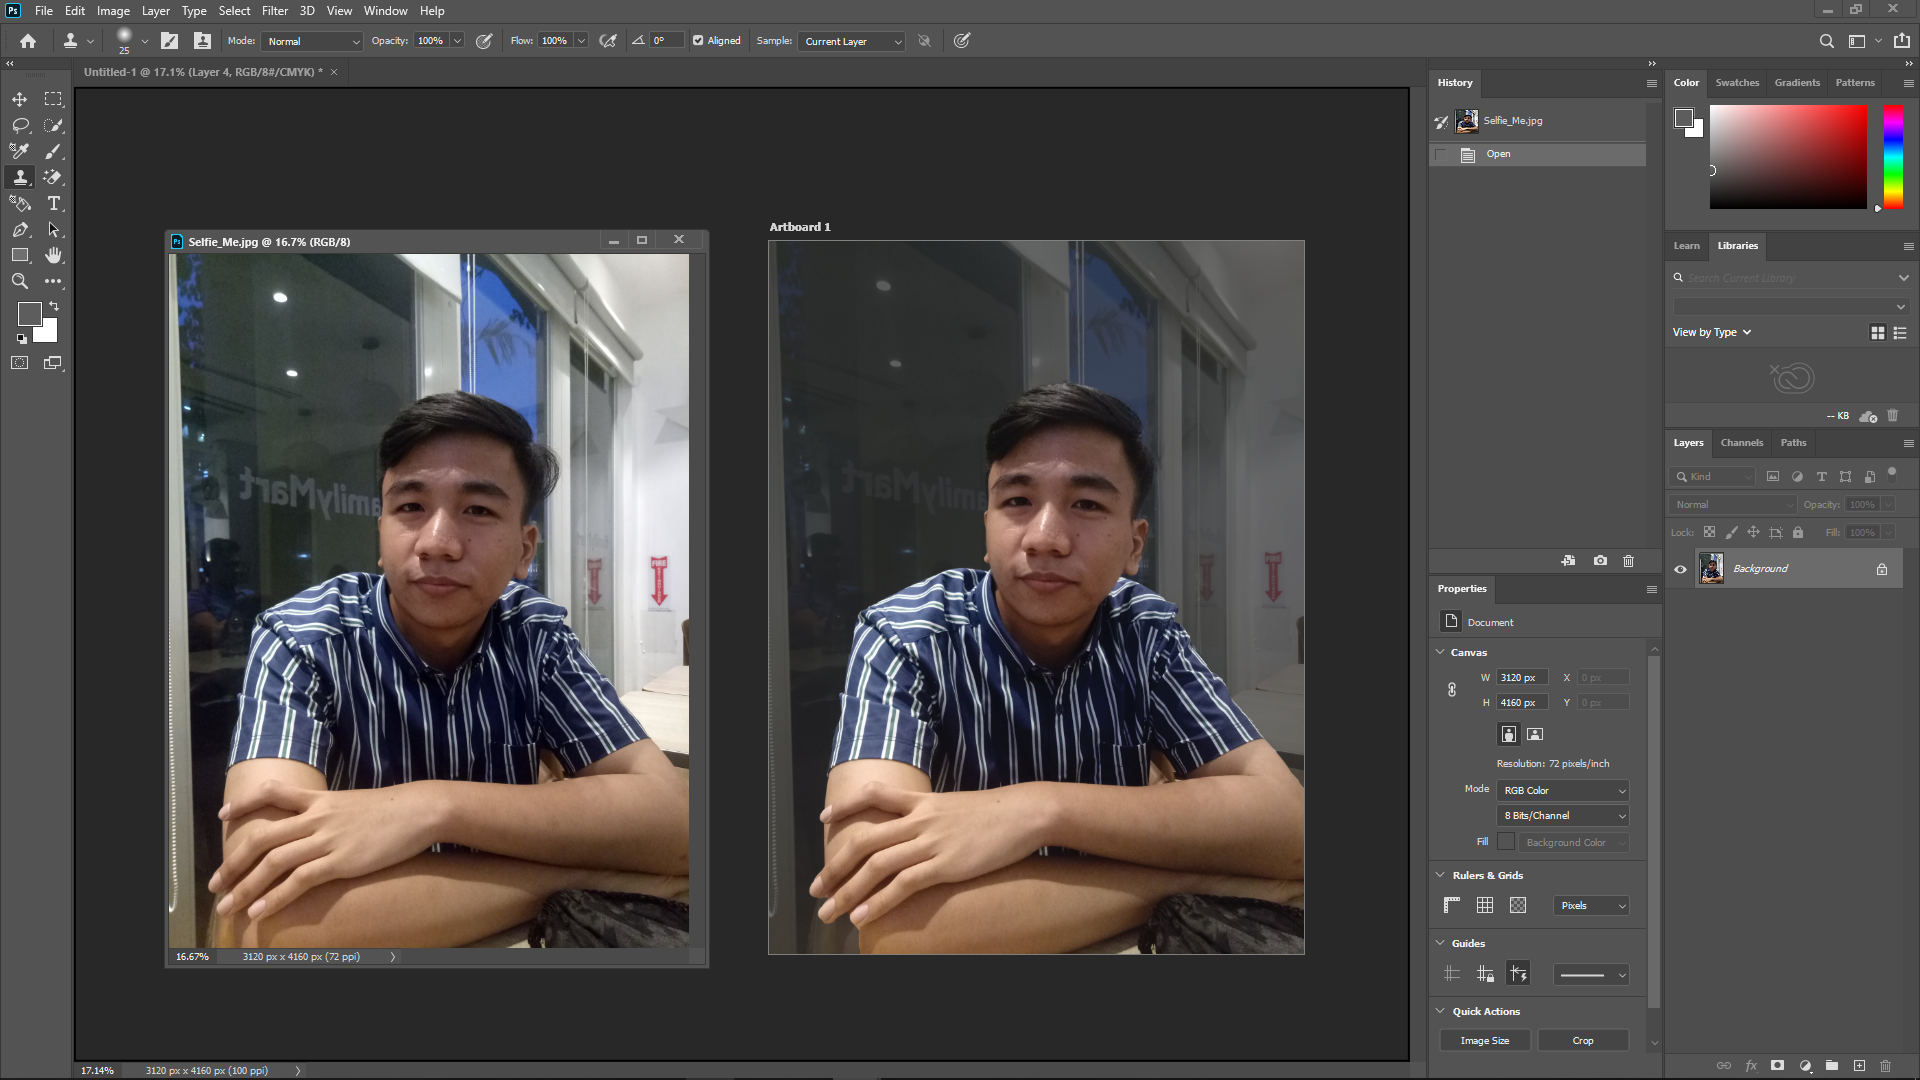 Ps File Edit Image Layer Type Select Filter 3D View Window Help
25 Mode: Normal Opacity: 100% Flow: 100% 0° Aligned Sample: Current Layer
Untitled-1 @ 17.1% (Layer 4, RGB/8#/CMYK) * ×
Ps Selfie_Me.jpg @ 16.7% (RGB/8)
FamilyMart
FIRE
16.67% 3120 px x 4160 px (72 ppi)
Artboard 1
amilyMart
17.14% 3120 px x 4160 px (100 ppi)
History
Selfie_Me.jpg
Open
Properties
Document
Canvas
W 3120 px X 0 px
H 4160 px Y 0 px
Resolution: 72 pixels/inch
Mode RGB Color
8 Bits/Channel
Fill Background Color
Rulers & Grids
Pixels
Guides
Quick Actions
Image Size Crop
Color Swatches Gradients Patterns
Learn Libraries
Search Current Library
View by Type
-- KB
Layers Channels Paths
Kind
Normal Opacity: 100%
Lock: Fill: 100%
Background
fx